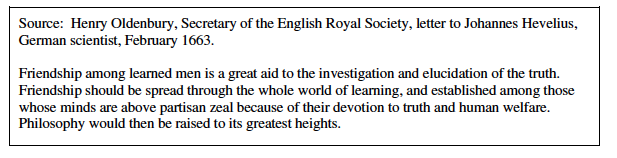 Source:  Henry Oldenbury, Secretary of the English Royal Society, letter to Johannes Hevelius,
German scientist, February 1663.
Friendship among learned men is a great aid to the investigation and elucidation of the truth.
Friendship should be spread through the whole world of learning, and established among those
whose minds are above partisan zeal because of their devotion to truth and human welfare.
Philosophy would then be raised to its greatest heights.